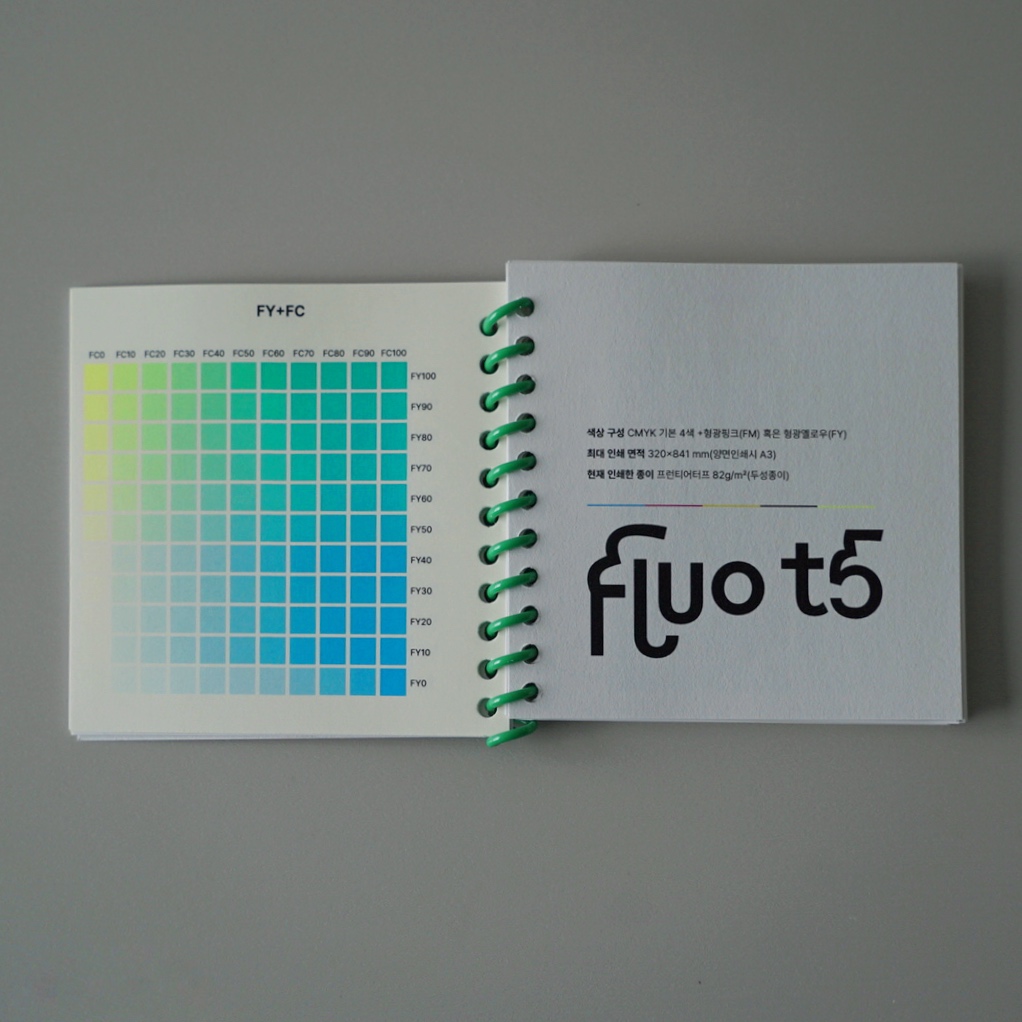 FY+FC
FC0 FC10 FC20 FC30 FC40 FC50 FC60 FC70 FC80 FC90 FC100
FY100
FY90
FY80
FY70
FY60
FY50
FY40
FY30
FY20
FY10
FY0
색상 구성 CMYK 기본 4색 +형광핑크(FM) 혹은 형광옐로우(FY)
최대 인쇄 면적 320×841 mm(양면인쇄시 A3)
현재 인쇄한 종이 프런티어터프 82g/m²(두성종이)
fluo t5